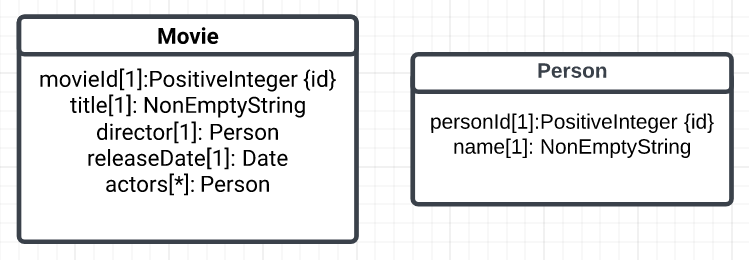 Movie
movieId[1]:PositiveInteger {id}
title[1]: NonEmptyString
director[1]: Person
releaseDate[1]: Date
actors[*]: Person
Person
personId[1]:PositiveInteger {id}
name[1]: NonEmptyString